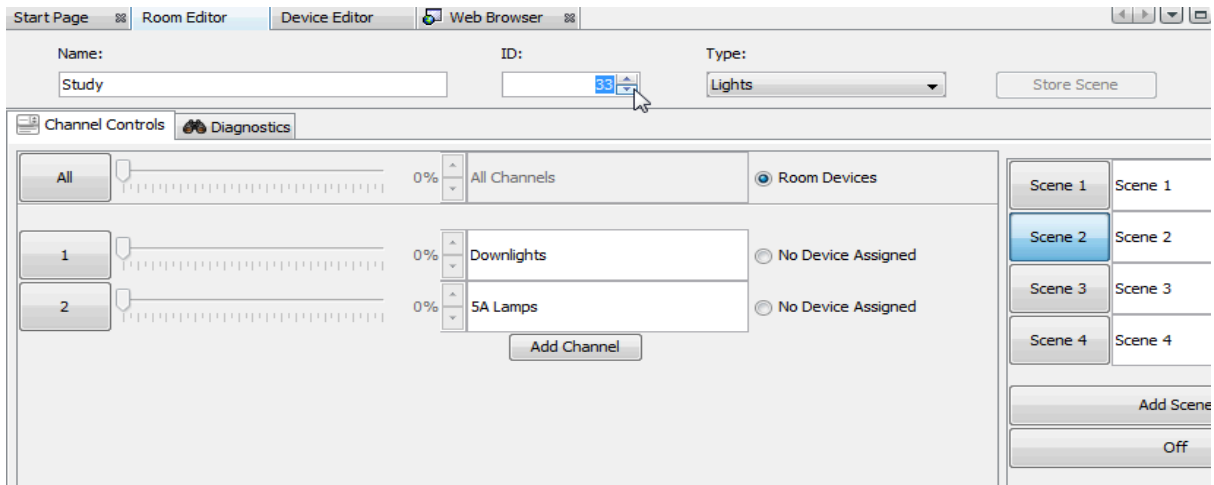 Start Page Room Editor Device Editor Web Browser
Name: ID: Type:
Study 33 Lights Store Scene
Channel Controls Diagnostics
All 0% All Channels Room Devices Scene 1 Scene 1
1 0% Downlights No Device Assigned Scene 2 Scene 2
2 0% 5A Lamps No Device Assigned Scene 3 Scene 3
Add Channel Scene 4 Scene 4
Add Scene
Off